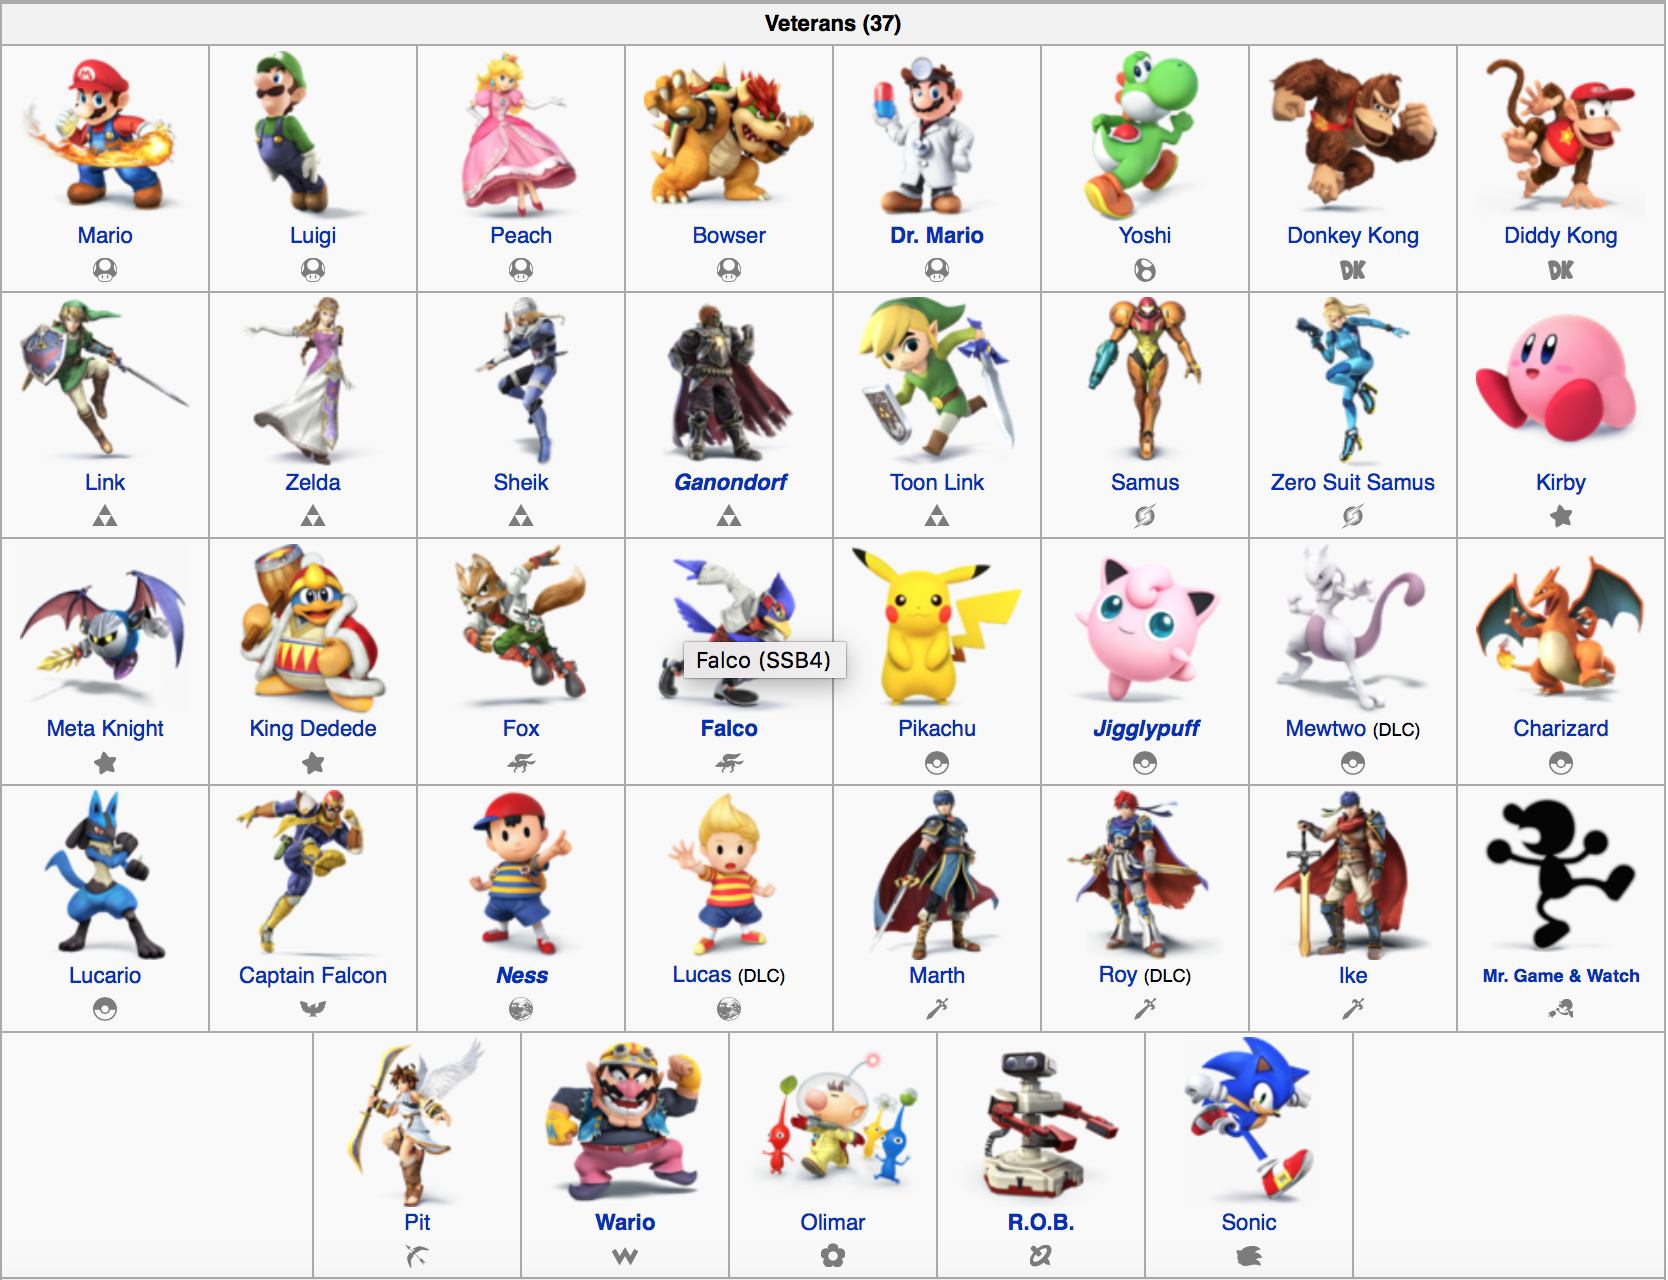 Veterans (37)
Mario Luigi Peach Bowser Dr. Mario Yoshi Donkey Kong Diddy Kong
DK DK
Link Zelda Sheik Ganondorf Toon Link Samus Zero Suit Samus Kirby
Falco (SSB4)
Meta Knight King Dedede Fox Falco Pikachu Jigglypuff Mewtwo (DLC) Charizard
Lucario Captain Falcon Ness Lucas (DLC) Marth Roy (DLC) Ike Mr. Game & Watch
Pit Wario Olimar R.O.B. Sonic